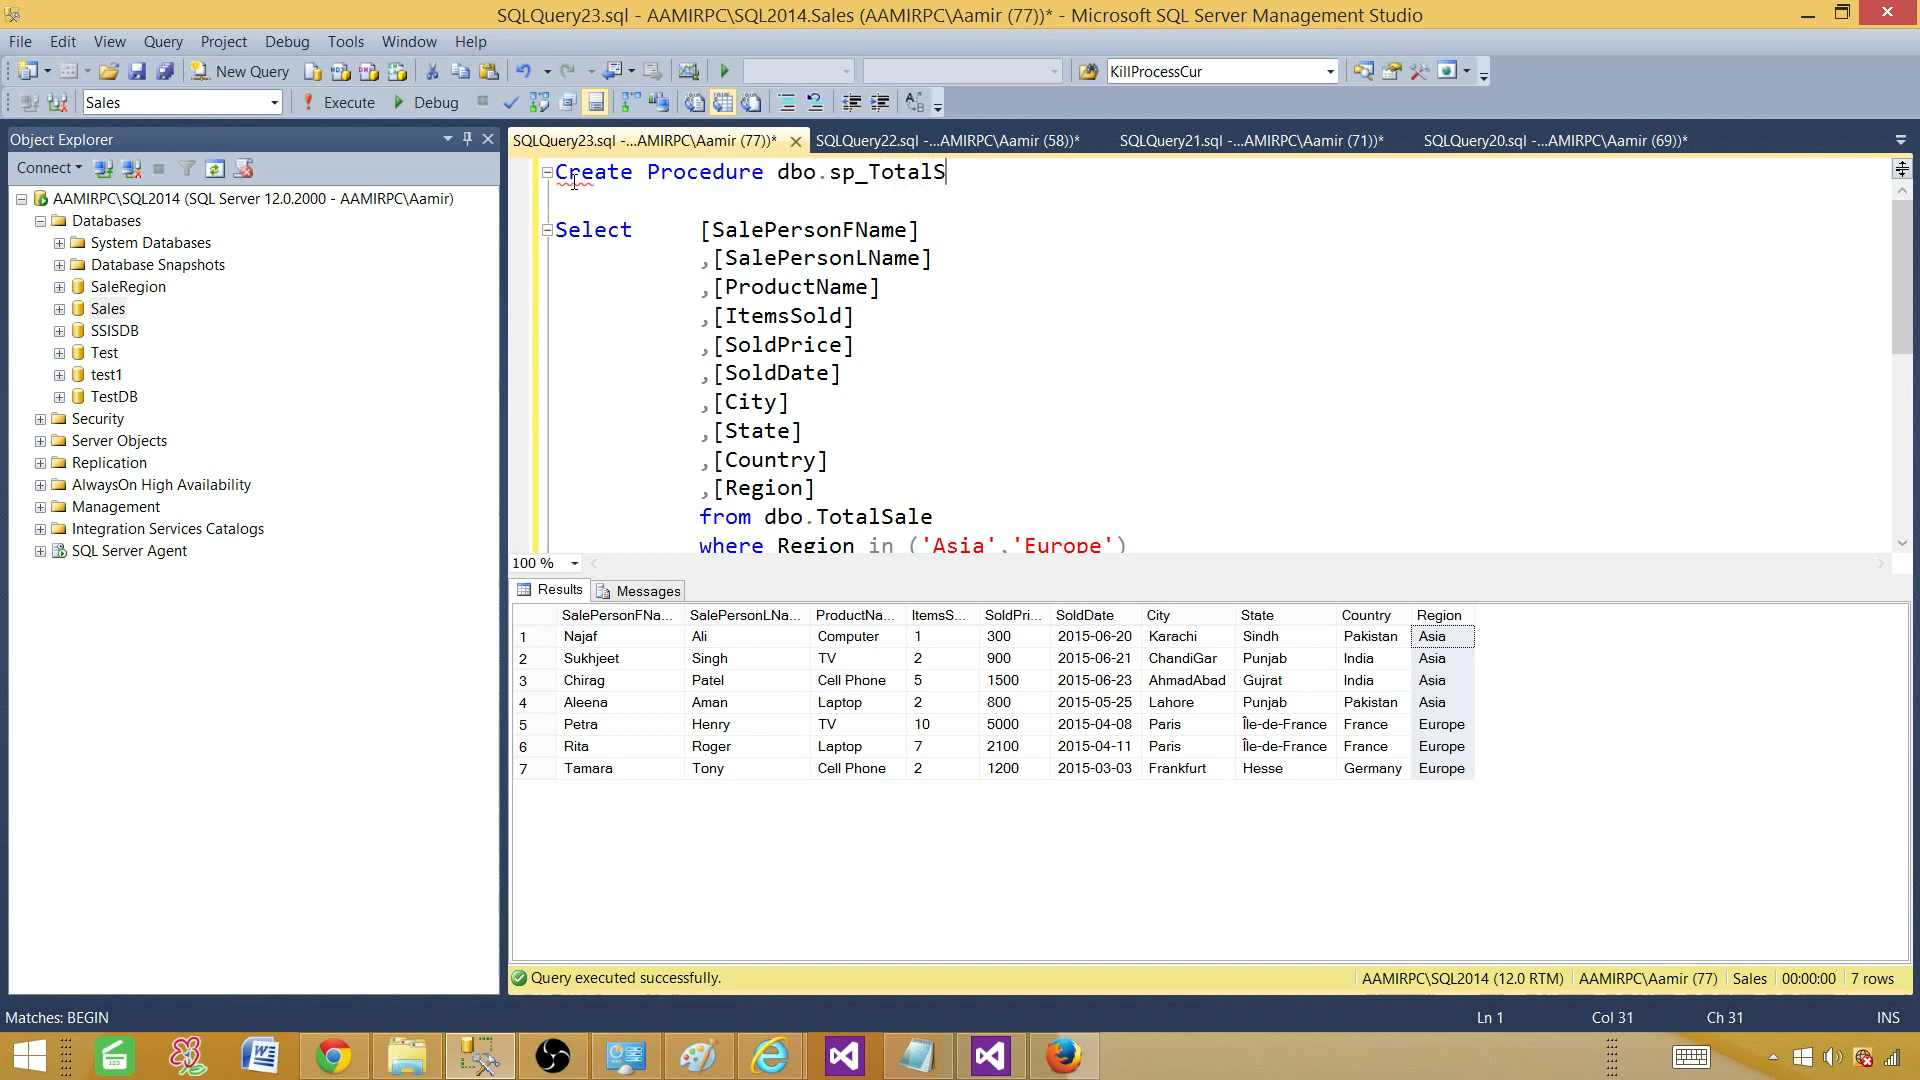 SQLQuery23.sql - AAMIRPC\SQL2014.Sales (AAMIRPC\Aamir (77))* - Microsoft SQL Server Management Studio
File Edit View Query Project Debug Tools Window Help
New Query KillProcessCur
Sales Execute Debug
Object Explorer
Connect
AAMIRPC\SQL2014 (SQL Server 12.0.2000 - AAMIRPC\Aamir)
Databases
System Databases
Database Snapshots
SaleRegion
Sales
SSISDB
Test
test1
TestDB
Security
Server Objects
Replication
AlwaysOn High Availability
Management
Integration Services Catalogs
SQL Server Agent
SQLQuery23.sql -...AMIRPC\Aamir (77))* SQLQuery22.sql -...AMIRPC\Aamir (58))* SQLQuery21.sql -...AMIRPC\Aamir (71))* SQLQuery20.sql -...AMIRPC\Aamir (69))*
Create Procedure dbo.sp_TotalS
Select [SalePersonFName]
,[SalePersonLName]
,[ProductName]
,[ItemsSold]
,[SoldPrice]
,[SoldDate]
,[City]
,[State]
,[Country]
,[Region]
from dbo.TotalSale
where Region in ('Asia','Europe')
100 %
Results Messages
SalePersonFNa... SalePersonLNa... ProductNa... ItemsS... SoldPri... SoldDate City State Country Region
1 Najaf Ali Computer 1 300 2015-06-20 Karachi Sindh Pakistan Asia
2 Sukhjeet Singh TV 2 900 2015-06-21 ChandiGar Punjab India Asia
3 Chirag Patel Cell Phone 5 1500 2015-06-23 AhmadAbad Gujrat India Asia
4 Aleena Aman Laptop 2 800 2015-05-25 Lahore Punjab Pakistan Asia
5 Petra Henry TV 10 5000 2015-04-08 Paris Île-de-France France Europe
6 Rita Roger Laptop 7 2100 2015-04-11 Paris Île-de-France France Europe
7 Tamara Tony Cell Phone 2 1200 2015-03-03 Frankfurt Hesse Germany Europe
Query executed successfully. AAMIRPC\SQL2014 (12.0 RTM) AAMIRPC\Aamir (77) Sales 00:00:00 7 rows
Matches: BEGIN Ln 1 Col 31 Ch 31 INS